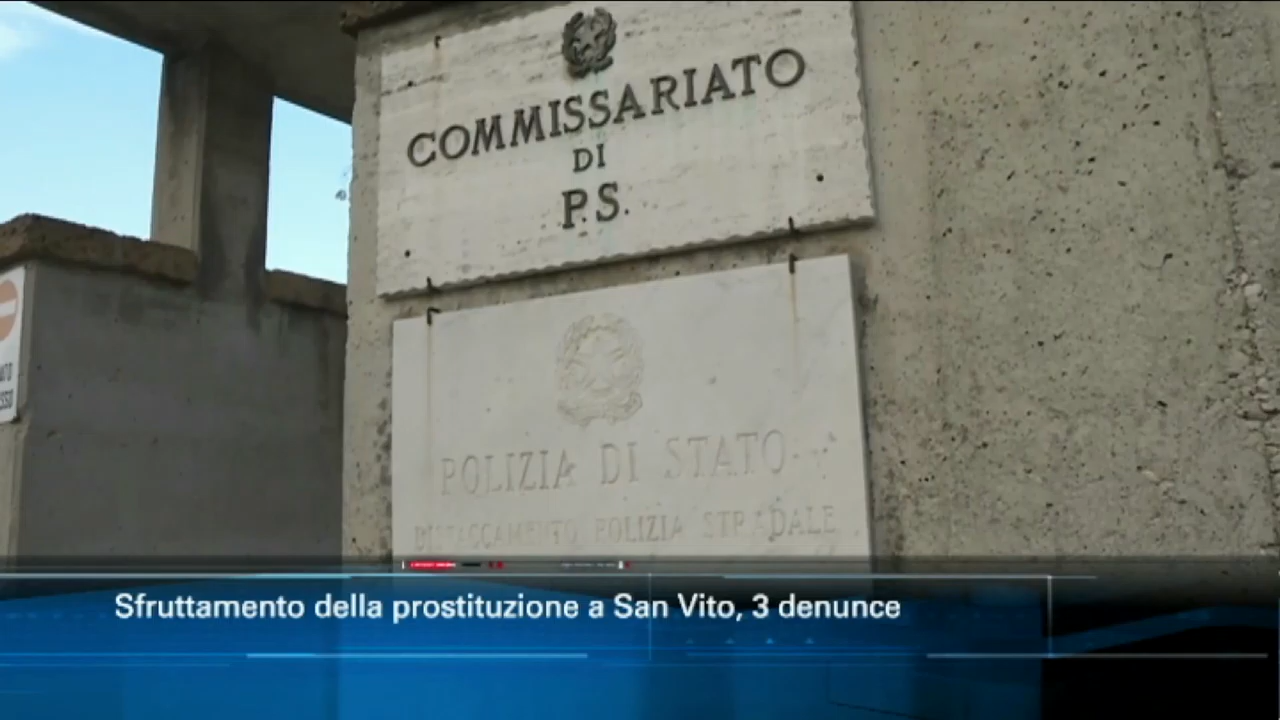 COMMISSARIATO
DI
P.S.
POLIZIA DI STATO
DISTACCAMENTO POLIZIA STRADALE
Sfruttamento della prostituzione a San Vito, 3 denunce